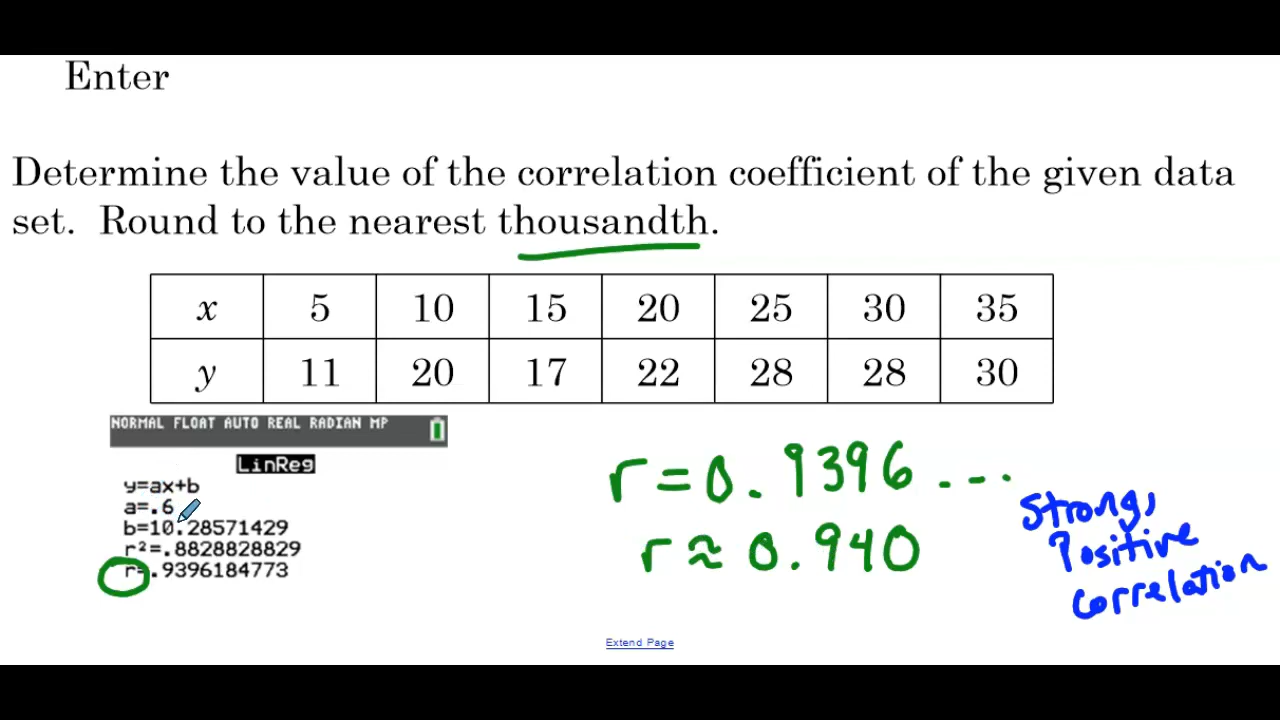 Enter
Determine the value of the correlation coefficient of the given data
set. Round to the nearest thousandth.
x 5 10 15 20 25 30 35
y 11 20 17 22 28 28 30
NORMAL FLOAT AUTO REAL RADIAN MP
LinReg
y=ax+b
a=.6
b=10.28571429
r²=.8828828829
r=.9396184773
r = 0.9396...
r ≈ 0.940
Strong,
Positive
Correlation
Extend Page